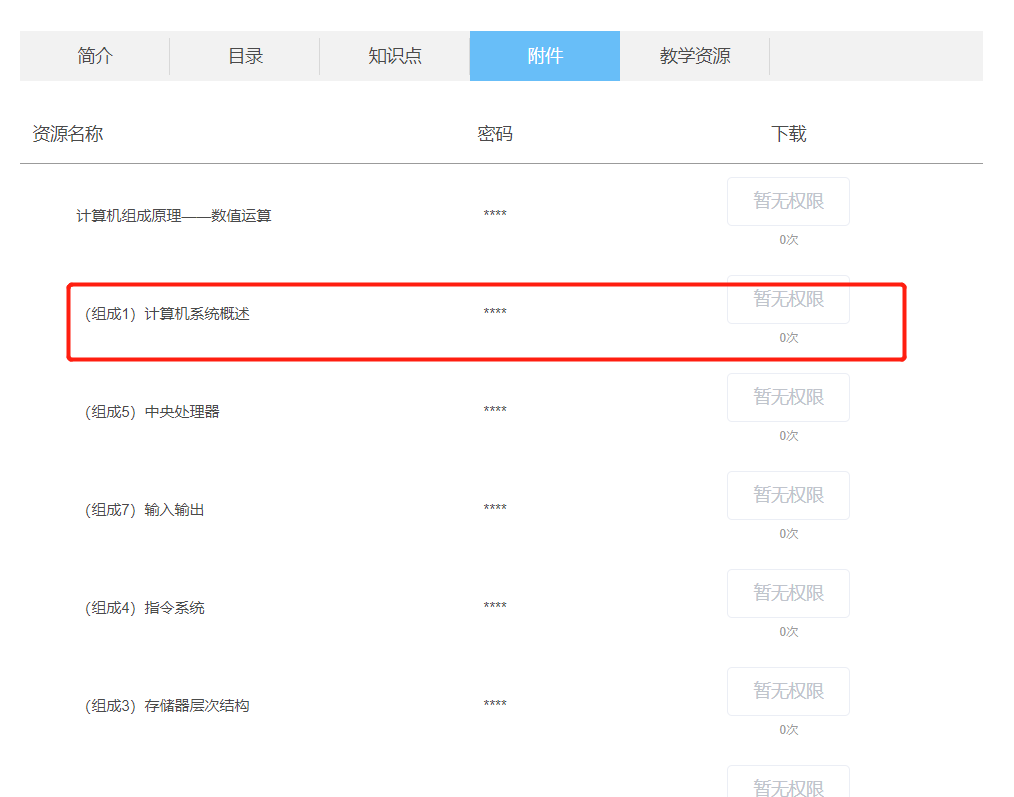 简介 目录 知识点 附件 教学资源
资源名称 密码 下载
计算机组成原理——数值运算 **** 暂无权限
0次
（组成1）计算机系统概述 **** 暂无权限
0次
（组成5）中央处理器 **** 暂无权限
0次
（组成7）输入输出 **** 暂无权限
0次
（组成4）指令系统 **** 暂无权限
0次
（组成3）存储器层次结构 **** 暂无权限
0次
暂无权限